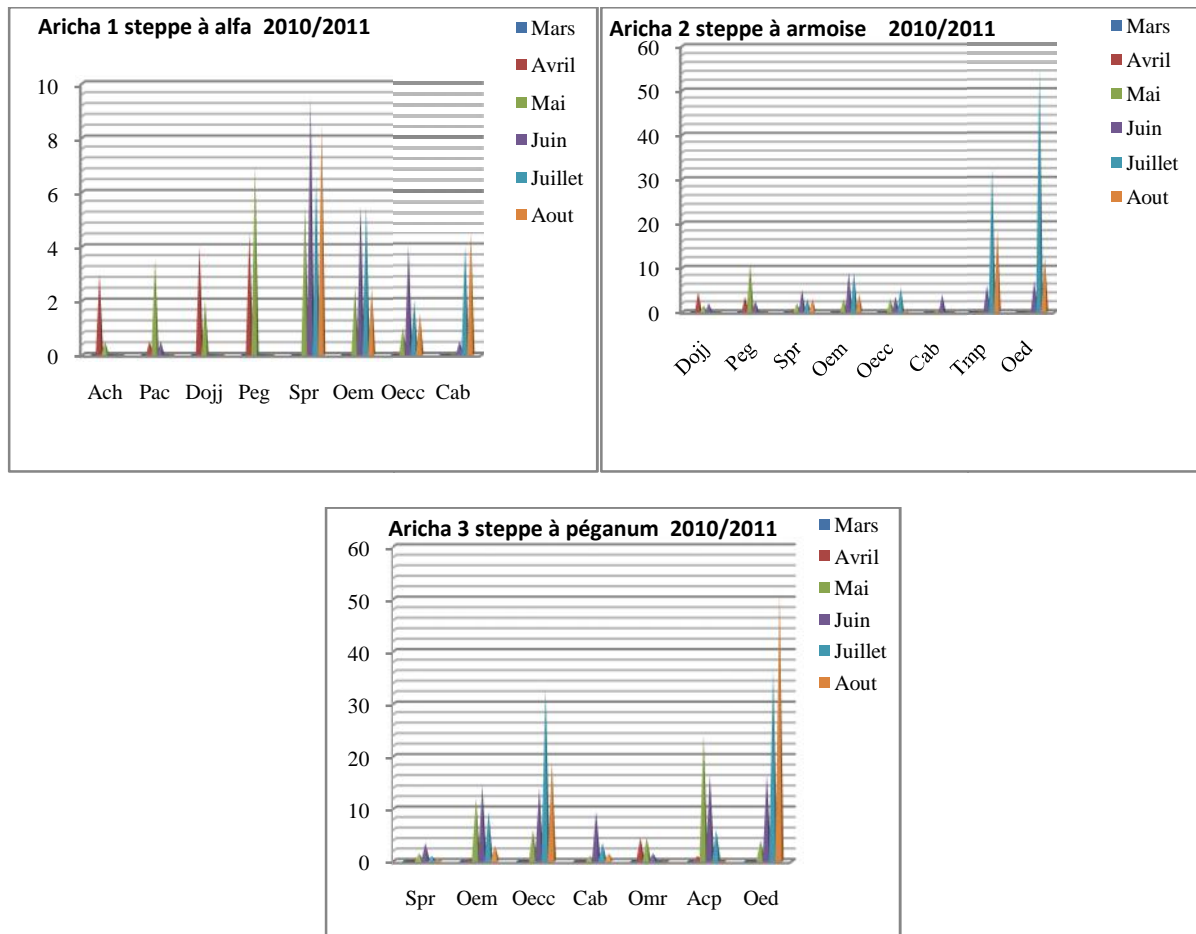 Aricha 1 steppe à alfa 2010/2011
Mars
Avril
Mai
Juin
Juillet
Aout
10
8
6
4
2
0
Ach Pac Dojj Peg Spr Oem Oecc Cab
Aricha 2 steppe à armoise 2010/2011
Mars
Avril
Mai
Juin
Juillet
Aout
60
50
40
30
20
10
0
Dojj Peg Spr Oem Oecc Cab Tmp Oed
Aricha 3 steppe à péganum 2010/2011
Mars
Avril
Mai
Juin
Juillet
Aout
60
50
40
30
20
10
0
Spr Oem Oecc Cab Omr Acp Oed